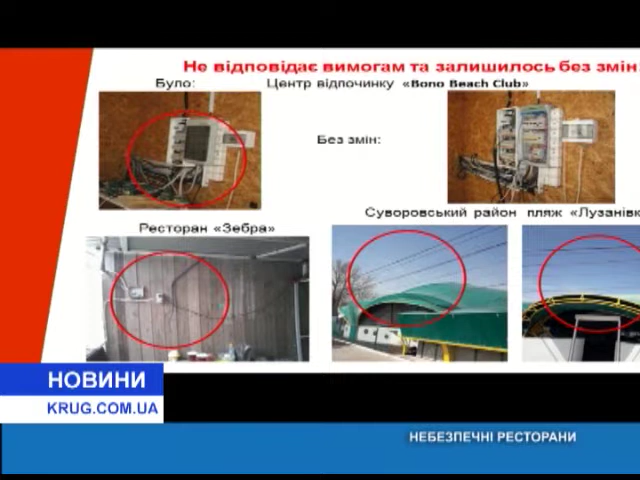 Не відповідає вимогам та залишилось без змін:
Було: Центр відпочинку «Bono Beach Club»
Без змін:
Суворовський район пляж «Лузанівк
Ресторан «Зебра»
НОВИНИ
KRUG.COM.UA
НЕБЕЗПЕЧНІ РЕСТОРАНИ